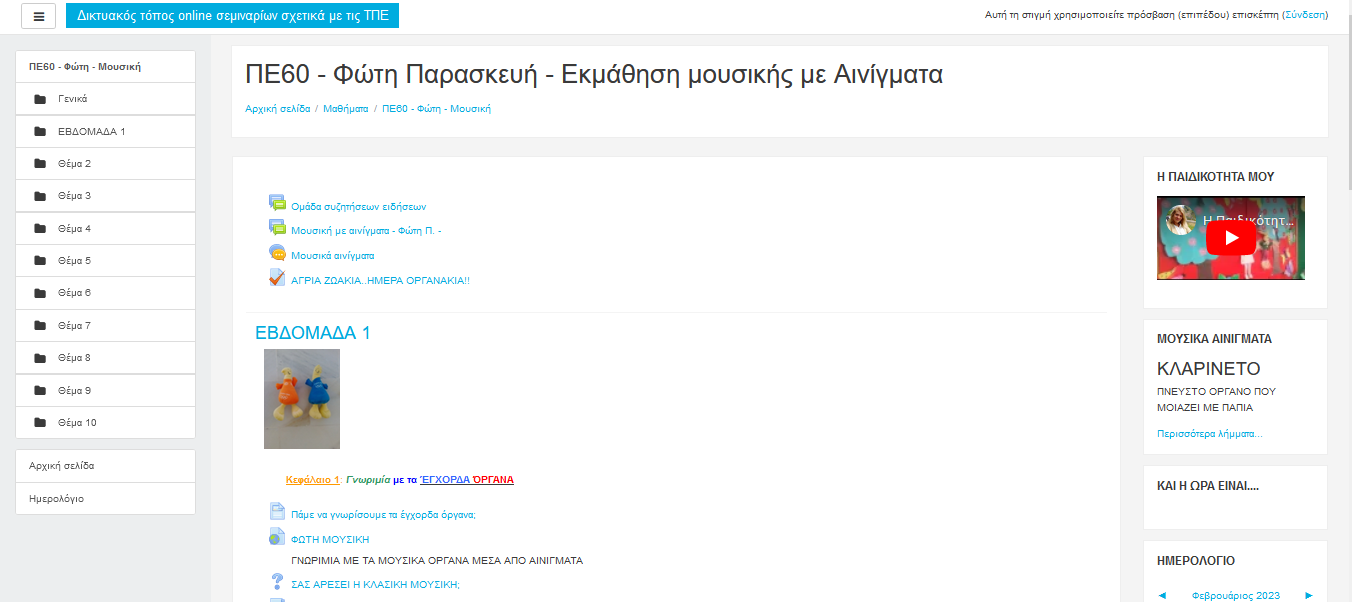 Δικτυακός τόπος online σεμιναρίων σχετικά με τις ΤΠΕ
Αυτή τη στιγμή χρησιμοποιείτε πρόσβαση (επιπέδου) επισκέπτη (Σύνδεση)
ΠΕ60 - Φώτη - Μουσική
Γενικά
ΕΒΔΟΜΑΔΑ 1
Θέμα 2
Θέμα 3
Θέμα 4
Θέμα 5
Θέμα 6
Θέμα 7
Θέμα 8
Θέμα 9
Θέμα 10
Αρχική σελίδα
Ημερολόγιο
ΠΕ60 - Φώτη Παρασκευή - Εκμάθηση μουσικής με Αινίγματα
Αρχική σελίδα / Μαθήματα / ΠΕ60 - Φώτη - Μουσική
Ομάδα συζητήσεων ειδήσεων
Μουσική με αινίγματα - Φώτη Π. -
Μουσικά αινίγματα
ΑΓΡΙΑ ΖΩΑΚΙΑ..ΗΜΕΡΑ ΟΡΓΑΝΑΚΙΑ!!
ΕΒΔΟΜΑΔΑ 1
Κεφάλαιο 1: Γνωριμία με τα ΈΓΧΟΡΔΑ ΌΡΓΑΝΑ
Πάμε να γνωρίσουμε τα έγχορδα όργανα;
ΦΩΤΗ ΜΟΥΣΙΚΗ
ΓΝΩΡΙΜΙΑ ΜΕ ΤΑ ΜΟΥΣΙΚΑ ΟΡΓΑΝΑ ΜΕΣΑ ΑΠΟ ΑΙΝΙΓΜΑΤΑ
ΣΑΣ ΑΡΕΣΕΙ Η ΚΛΑΣΙΚΗ ΜΟΥΣΙΚΗ;
Η ΠΑΙΔΙΚΟΤΗΤΑ ΜΟΥ
Η Παιδικότητ...
ΜΟΥΣΙΚΑ ΑΙΝΙΓΜΑΤΑ
ΚΛΑΡΙΝΕΤΟ
ΠΝΕΥΣΤΟ ΟΡΓΑΝΟ ΠΟΥ
ΜΟΙΑΖΕΙ ΜΕ ΠΑΠΙΑ
Περισσότερα λήμματα...
ΚΑΙ Η ΩΡΑ ΕΙΝΑΙ....
ΗΜΕΡΟΛΟΓΙΟ
◄ Φεβρουάριος 2023 ►